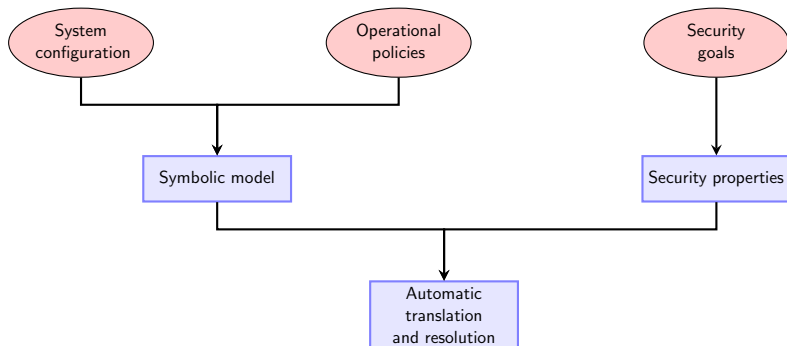 System
configuration
Operational
policies
Security
goals
Symbolic model
Security properties
Automatic
translation
and resolution